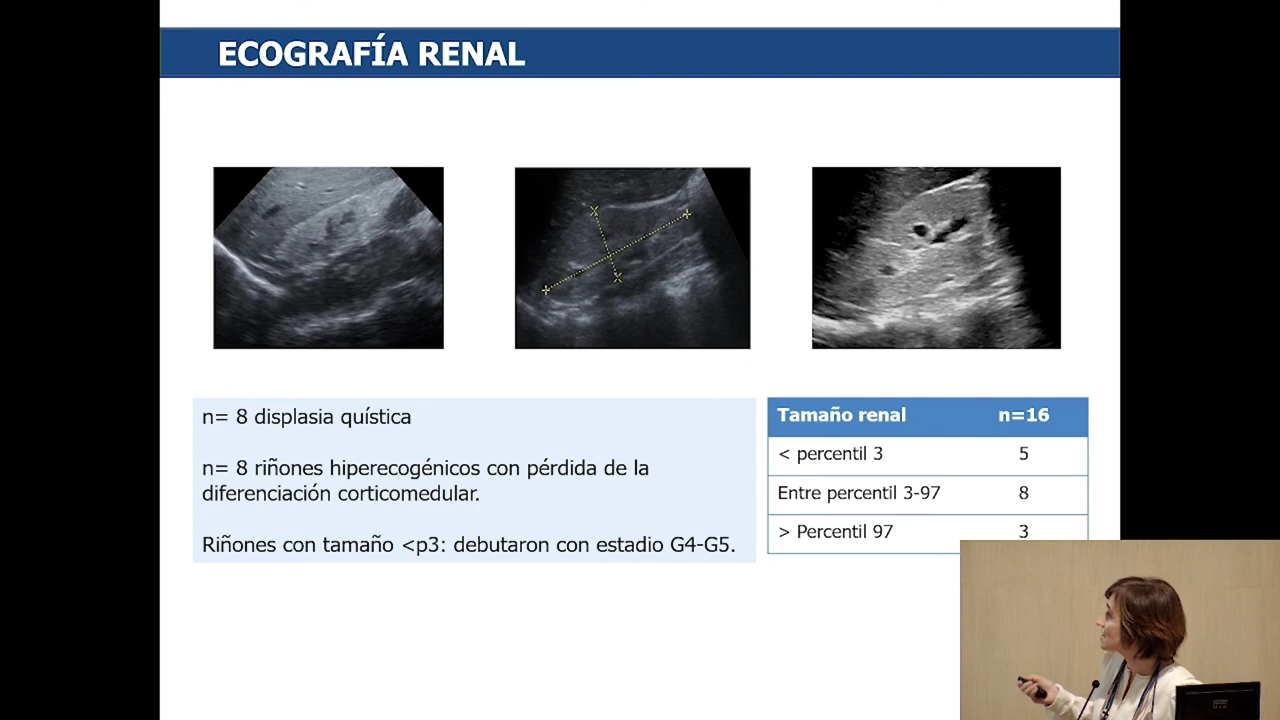 ECOGRAFÍA RENAL
n= 8 displasia quística
n= 8 riñones hiperecogénicos con pérdida de la
diferenciación corticomedular.
Riñones con tamaño <p3: debutaron con estadio G4-G5.
Tamaño renal n=16
< percentil 3 5
Entre percentil 3-97 8
> Percentil 97 3